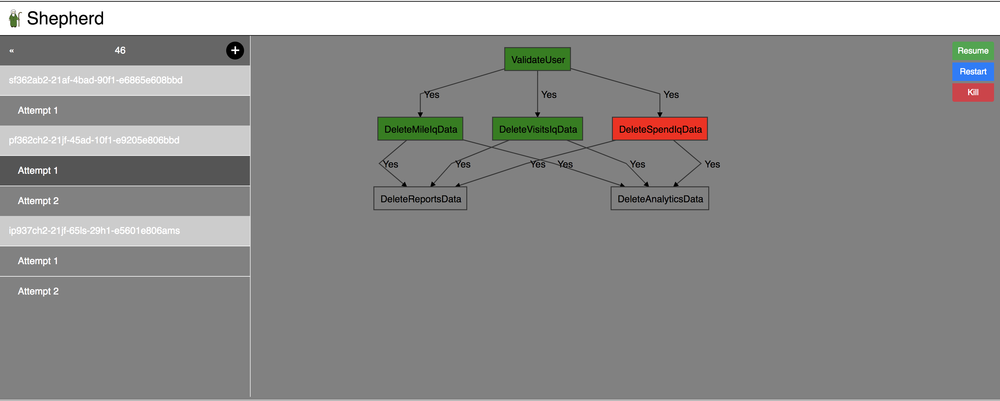 Shepherd
«
46
+
sf362ab2-21af-4bad-90f1-e6865e608bbd
Attempt 1
pf362ch2-21jf-45ad-10f1-e9205e806bbd
Attempt 1
Attempt 2
ip937ch2-21jf-65ls-29h1-e5601e806ams
Attempt 1
Attempt 2
ValidateUser
Yes
Yes
Yes
DeleteMileIqData
DeleteVisitsIqData
DeleteSpendIqData
Yes
Yes
Yes
Yes
Yes
Yes
DeleteReportsData
DeleteAnalyticsData
Resume
Restart
Kill